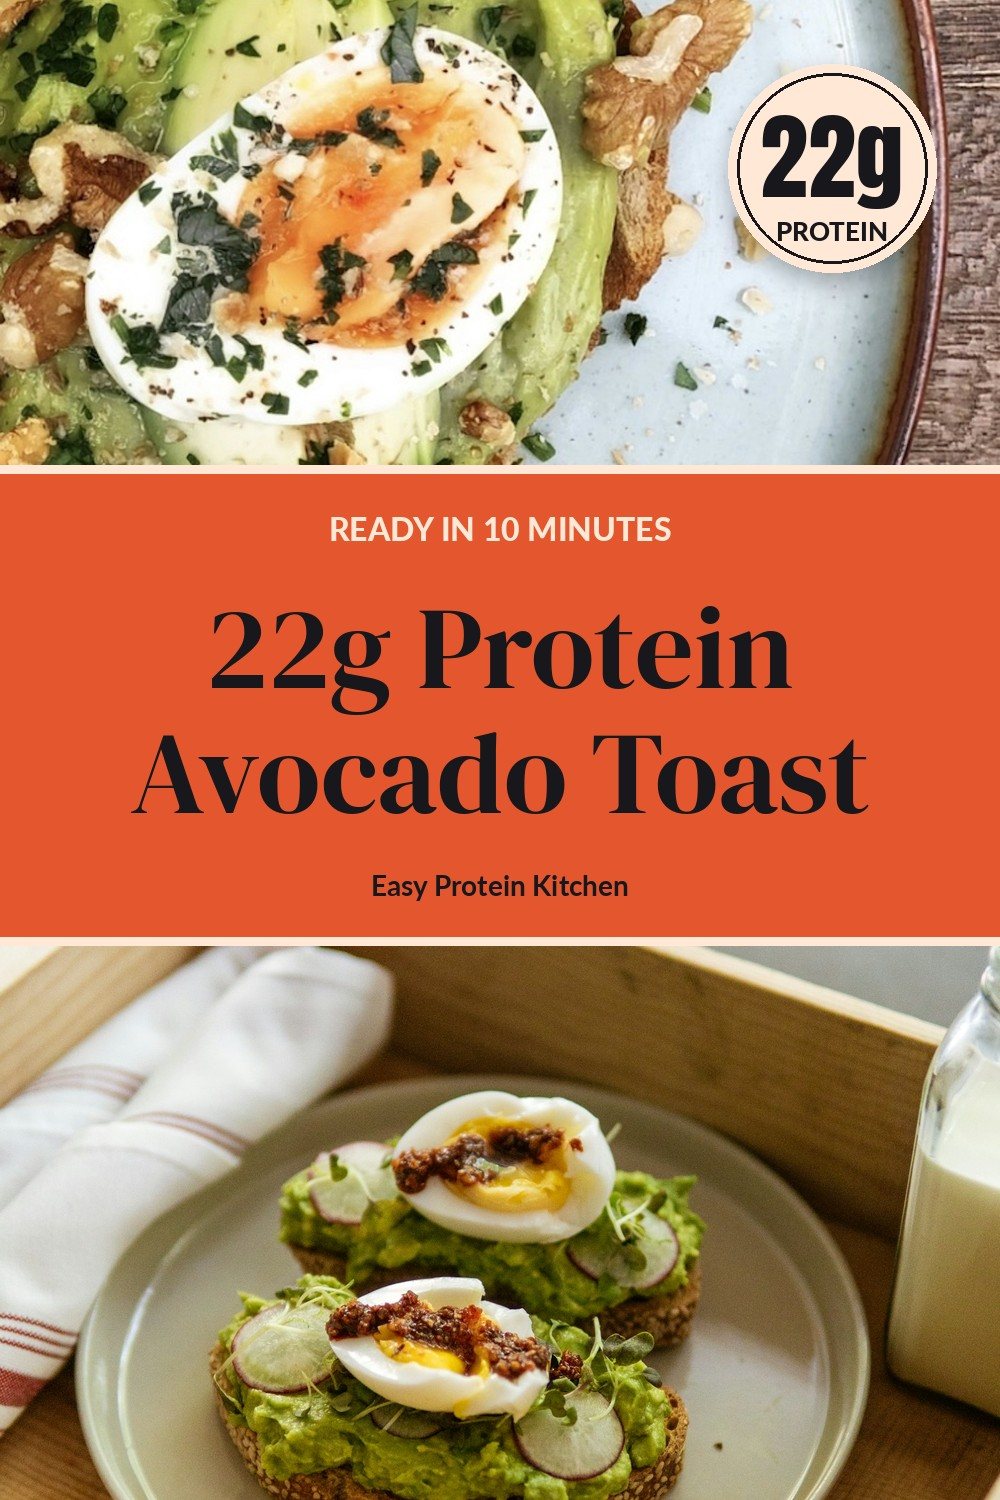 22g
PROTEIN
READY IN 10 MINUTES
22g Protein
Avocado Toast
Easy Protein Kitchen